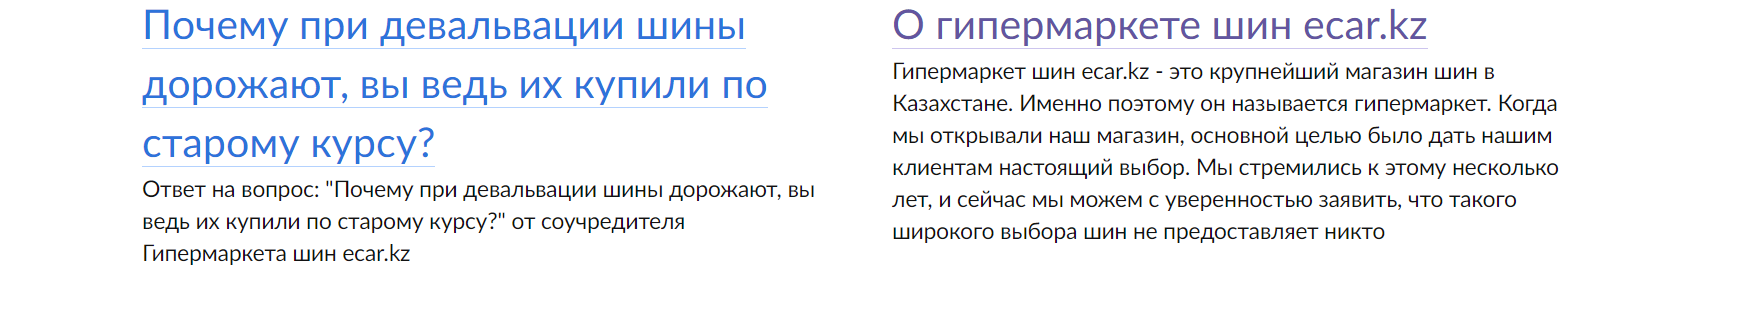 Почему при девальвации шины
дорожают, вы ведь их купили по
старому курсу?
Ответ на вопрос: "Почему при девальвации шины дорожают, вы
ведь их купили по старому курсу?" от соучредителя
Гипермаркета шин ecar.kz
О гипермаркете шин ecar.kz
Гипермаркет шин ecar.kz - это крупнейший магазин шин в
Казахстане. Именно поэтому он называется гипермаркет. Когда
мы открывали наш магазин, основной целью было дать нашим
клиентам настоящий выбор. Мы стремились к этому несколько
лет, и сейчас мы можем с уверенностью заявить, что такого
широкого выбора шин не предоставляет никто